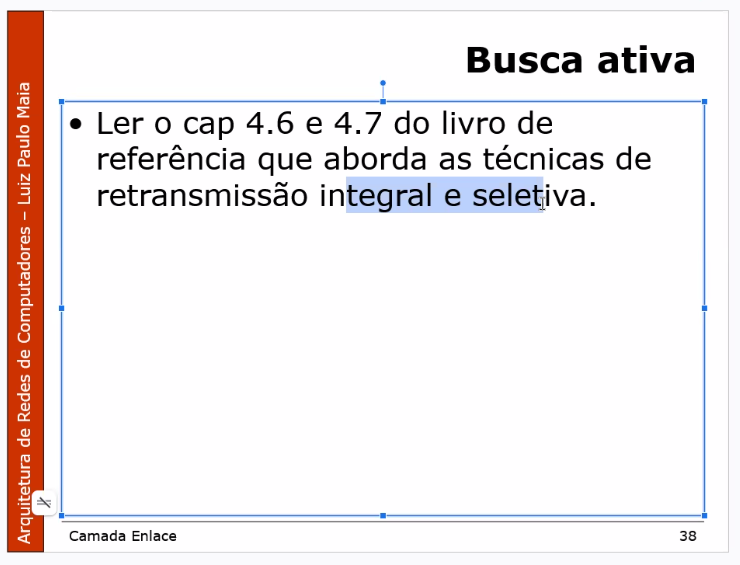 Busca ativa
• Ler o cap 4.6 e 4.7 do livro de
referência que aborda as técnicas de
retransmissão integral e seletiva.
Arquitetura de Redes de Computadores – Luiz Paulo Maia
Camada Enlace
38